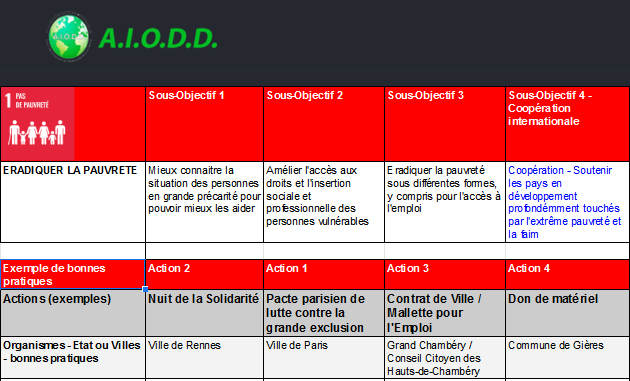 A.I.O.D.D.
A.I.O.D.D.
1 PAS
DE PAUVRETÉ
Sous-Objectif 1
Sous-Objectif 2
Sous-Objectif 3
Sous-Objectif 4 -
Coopération
internationale
ERADIQUER LA PAUVRETE
Mieux connaitre la
situation des personnes
en grande précarité pour
pouvoir mieux les aider
Amélier l'accès aux
droits et l'insertion
sociale et
professionnelle des
personnes vulnérables
Eradiquer la pauvreté
sous différentes formes,
y compris pour l'accès à
l'emploi
Coopération - Soutenir
les pays en
développement
profondémment touchés
par l'extrême pauvreté et
la faim
Exemple de bonnes
pratiques
Action 2
Action 1
Action 3
Action 4
Actions (exemples)
Nuit de la Solidarité
Pacte parisien de
lutte contre la
grande exclusion
Contrat de Ville /
Mallette pour
l'Emploi
Don de matériel
Organismes - Etat ou Villes
- bonnes pratiques
Ville de Rennes
Ville de Paris
Grand Chambéry /
Conseil Citoyen des
Hauts-de-Chambéry
Commune de Gières